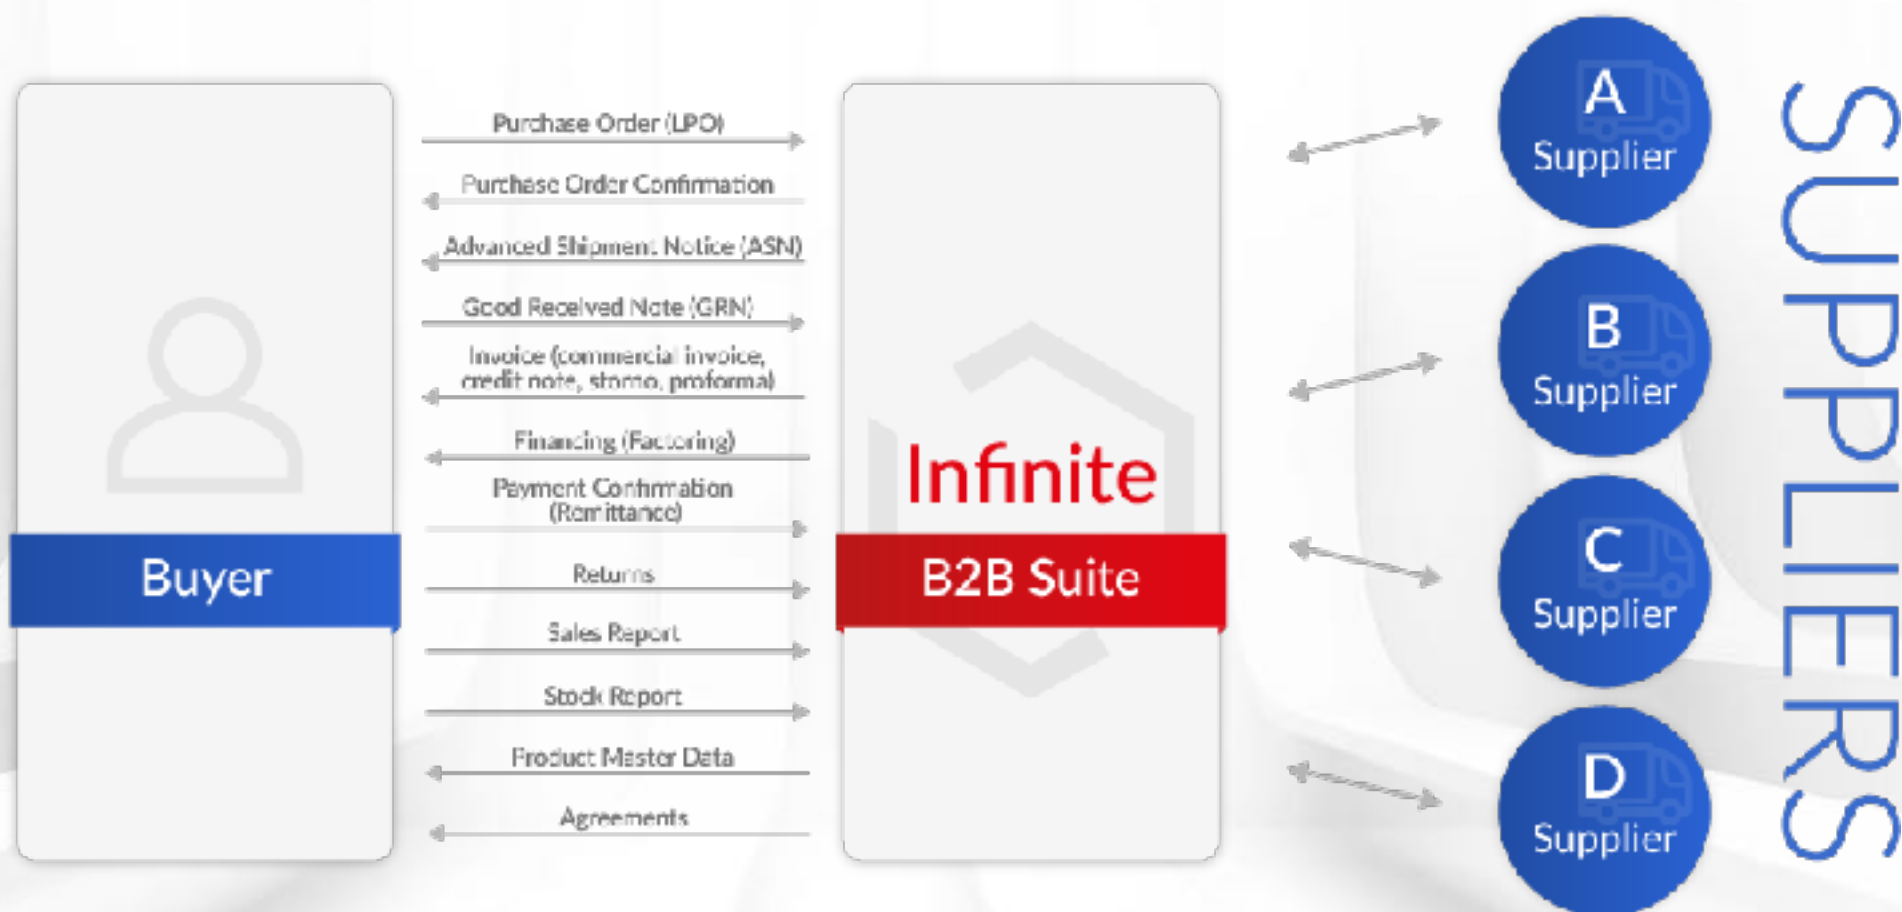 Purchase Order (LPO)
Purchase Order Confirmation
Advanced Shipment Notice (ASN)
Good Received Note (GRN)
Invoice (commercial invoice,
credit note, storno, proforma)
Financing (Factoring)
Payment Confirmation
(Remittance)
Returns
Sales Report
Stock Report
Product Master Data
Agreements
Buyer
Infinite
B2B Suite
A
Supplier
B
Supplier
C
Supplier
D
Supplier
SUPPLIERS